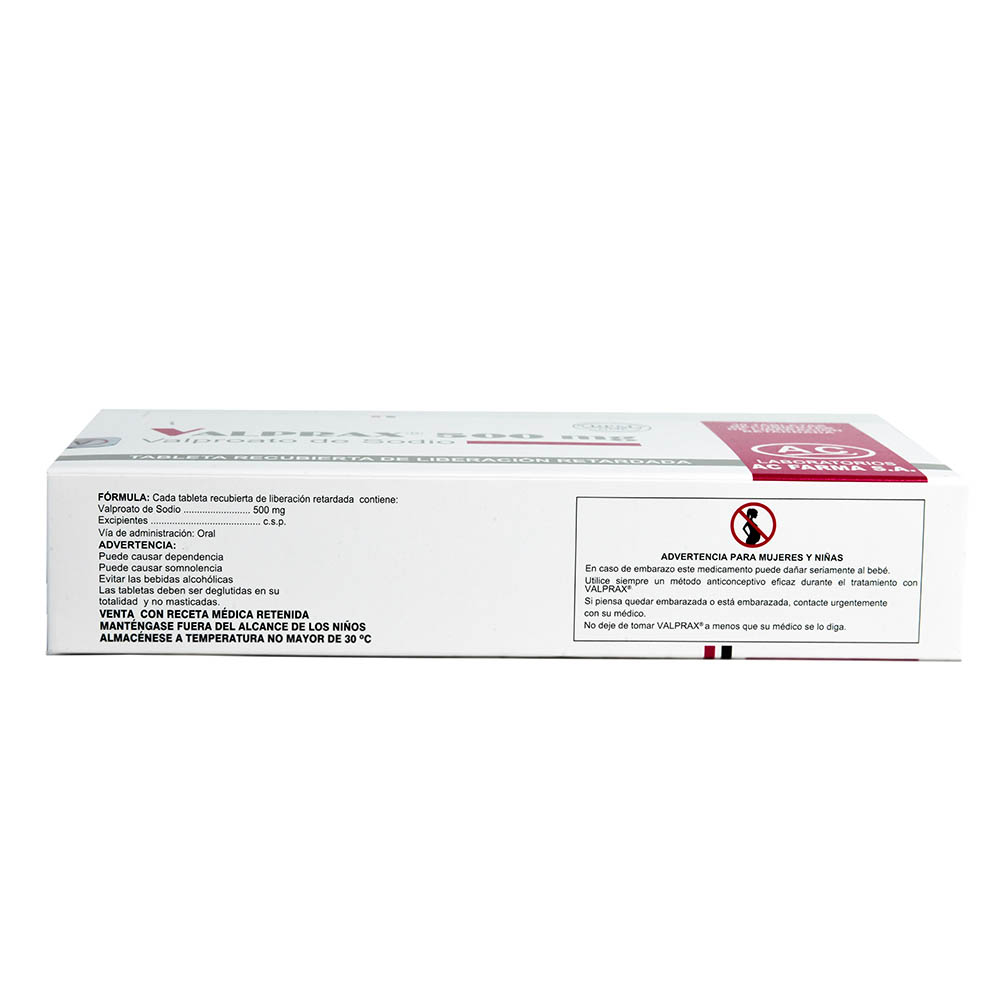 VALPRAX® 500 mg
Valproato de Sodio
TABLETA RECUBIERTA DE LIBERACIÓN RETARDADA
AC
LABORATORIOS
AC FARMA S.A.
FÓRMULA: Cada tableta recubierta de liberación retardada contiene:
Valproato de Sodio ......................... 500 mg
Excipientes ......................................... c.s.p.
Vía de administración: Oral
ADVERTENCIA:
Puede causar dependencia
Puede causar somnolencia
Evitar las bebidas alcohólicas
Las tabletas deben ser deglutidas en su
totalidad y no masticadas.
VENTA CON RECETA MÉDICA RETENIDA
MANTÉNGASE FUERA DEL ALCANCE DE LOS NIÑOS
ALMACÉNESE A TEMPERATURA NO MAYOR DE 30 ºC
ADVERTENCIA PARA MUJERES Y NIÑAS
En caso de embarazo este medicamento puede dañar seriamente al bebé.
Utilice siempre un método anticonceptivo eficaz durante el tratamiento con
VALPRAX®
Si piensa quedar embarazada o está embarazada, contacte urgentemente
con su médico.
No deje de tomar VALPRAX® a menos que su médico se lo diga.